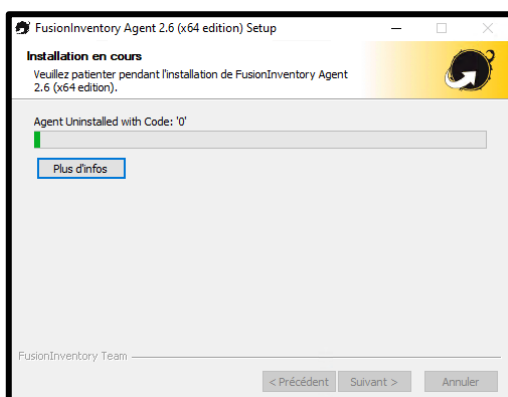 FusionInventory Agent 2.6 (x64 edition) Setup
Installation en cours
Veuillez patienter pendant l'installation de FusionInventory Agent
2.6 (x64 edition).
Agent Uninstalled with Code: '0'
Plus d'infos
FusionInventory Team
< Précédent Suivant > Annuler